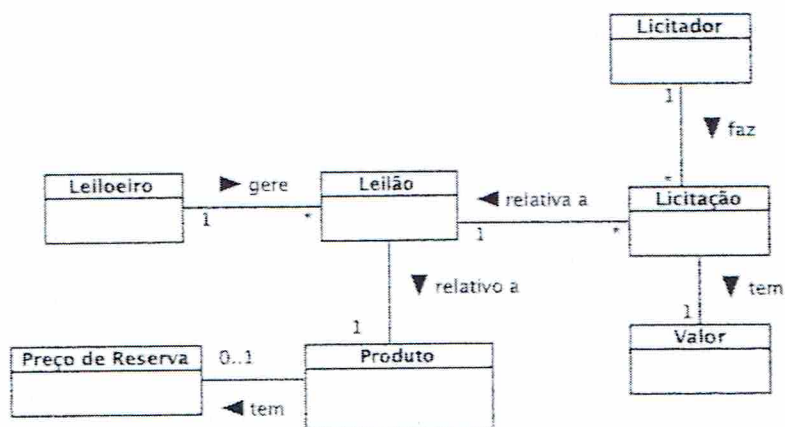 Licitador
1
faz
*
Leiloeiro
gere
1
*
Leilão
relativa a
1
*
Licitação
relativo a
1
tem
1
Valor
Preço de Reserva
0..1
tem
Produto